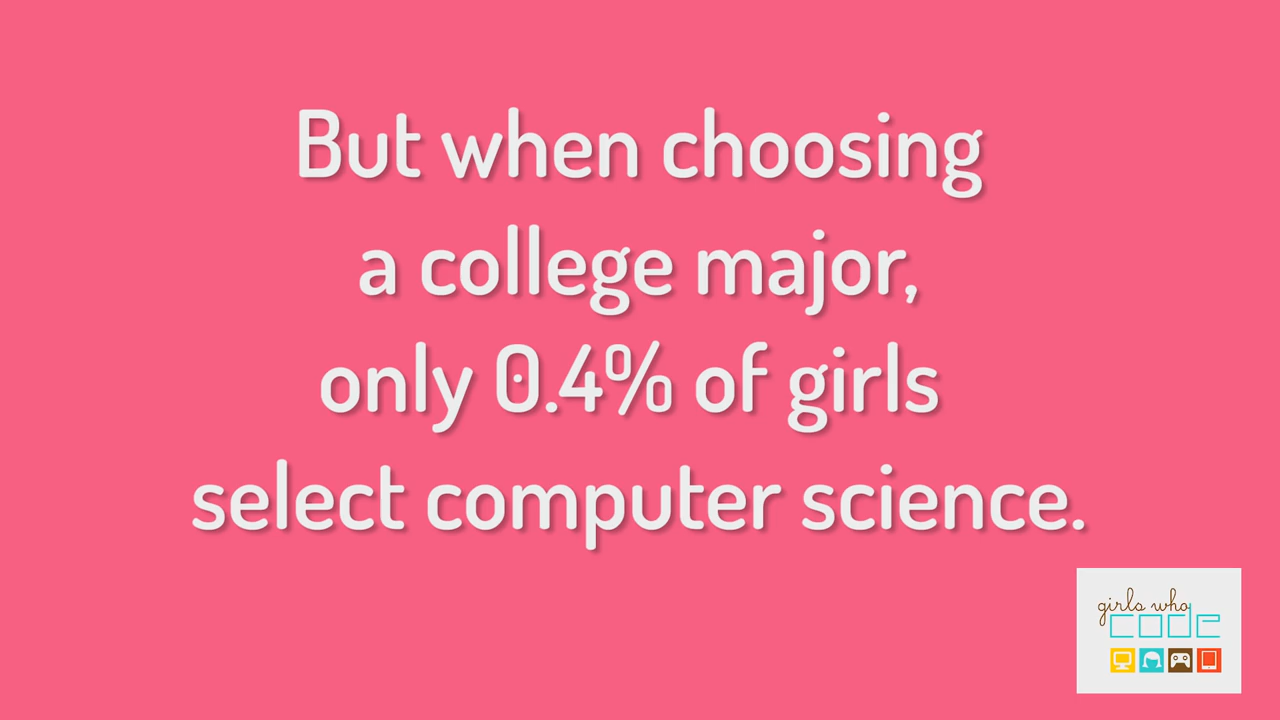 But when choosing
a college major,
only 0.4% of girls
select computer science.
girls who
code